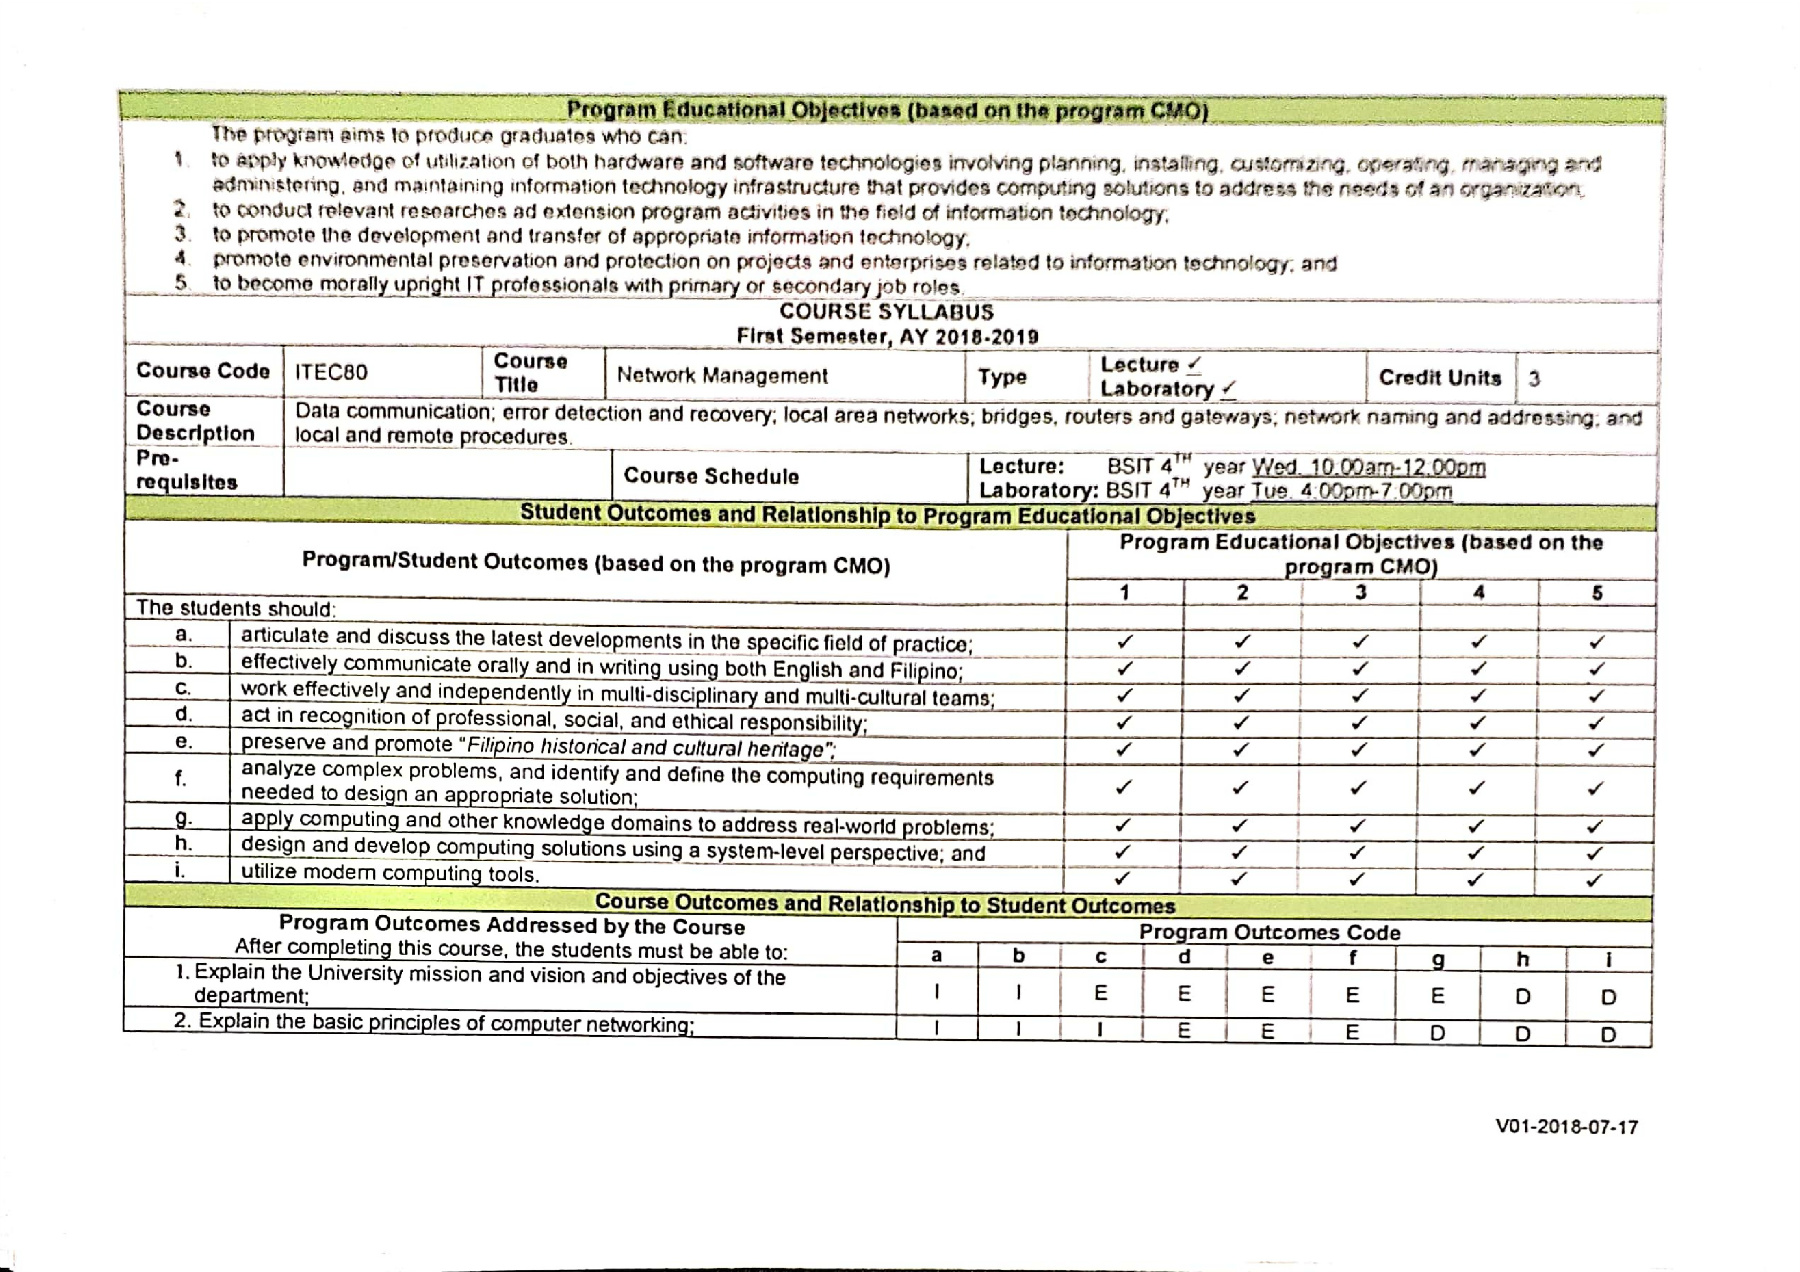 Program Educational Objectives (based on the program CMO)
The program aims to produce graduates who can:
1. to apply knowledge of utilization of both hardware and software technologies involving planning, installing, customizing, operating, managing and
administering, and maintaining information technology infrastructure that provides computing solutions to address the needs of an organization;
2. to conduct relevant researches ad extension program activities in the field of information technology;
3. to promote the development and transfer of appropriate information technology;
4. promote environmental preservation and protection on projects and enterprises related to information technology; and
5. to become morally upright IT professionals with primary or secondary job roles.
COURSE SYLLABUS
First Semester, AY 2018-2019
Course Code ITEC80 Course Title Network Management Type Lecture ✓ Laboratory ✓ Credit Units 3
Course Description
Data communication; error detection and recovery; local area networks; bridges, routers and gateways; network naming and addressing; and
local and remote procedures.
Pre-requisites Course Schedule
Lecture: BSIT 4TH year Wed. 10:00am-12:00pm
Laboratory: BSIT 4TH year Tue. 4:00pm-7:00pm
Student Outcomes and Relationship to Program Educational Objectives
Program/Student Outcomes (based on the program CMO)
Program Educational Objectives (based on the
program CMO)
1 2 3 4 5
The students should:
a. articulate and discuss the latest developments in the specific field of practice; ✓ ✓ ✓ ✓ ✓
b. effectively communicate orally and in writing using both English and Filipino; ✓ ✓ ✓ ✓ ✓
c. work effectively and independently in multi-disciplinary and multi-cultural teams; ✓ ✓ ✓ ✓ ✓
d. act in recognition of professional, social, and ethical responsibility; ✓ ✓ ✓ ✓ ✓
e. preserve and promote "Filipino historical and cultural heritage"; ✓ ✓ ✓ ✓ ✓
f. analyze complex problems, and identify and define the computing requirements
needed to design an appropriate solution; ✓ ✓ ✓ ✓ ✓
g. apply computing and other knowledge domains to address real-world problems; ✓ ✓ ✓ ✓ ✓
h. design and develop computing solutions using a system-level perspective; and ✓ ✓ ✓ ✓ ✓
i. utilize modern computing tools. ✓ ✓ ✓ ✓ ✓
Course Outcomes and Relationship to Student Outcomes
Program Outcomes Addressed by the Course
After completing this course, the students must be able to:
Program Outcomes Code
a b c d e f g h i
1. Explain the University mission and vision and objectives of the
department; I I E E E E E D D
2. Explain the basic principles of computer networking; I I I E E E D D D
V01-2018-07-17